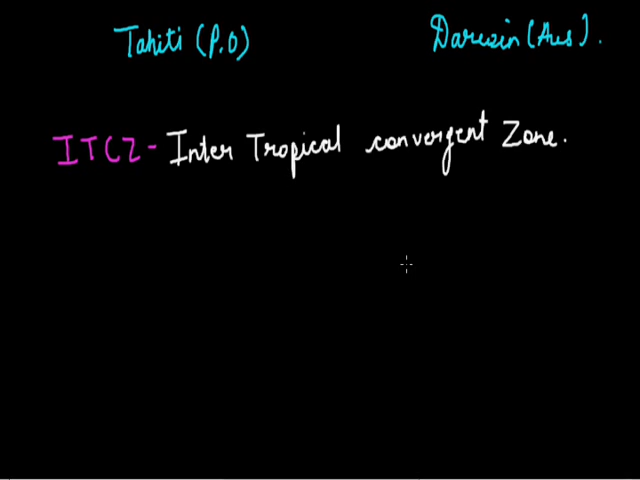 Tahiti (P.O) Darwin (Aus).
ITCZ - Inter Tropical convergent Zone.